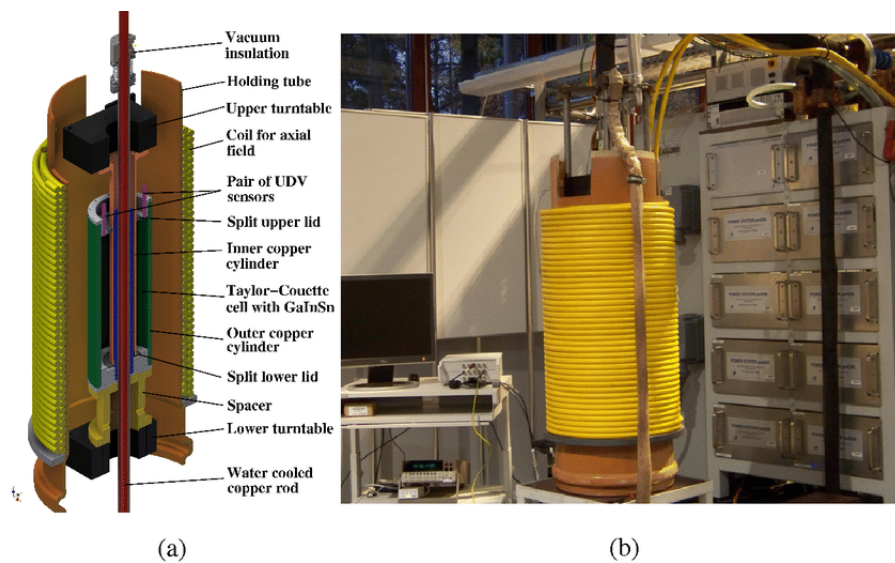 Vacuum
insulation
Holding tube
Upper turntable
Coil for axial
field
Pair of UDV
sensors
Split upper lid
Inner copper
cylinder
Taylor−Couette
cell with GaInSn
Outer copper
cylinder
Split lower lid
Spacer
Lower turntable
Water cooled
copper rod
(a)
(b)